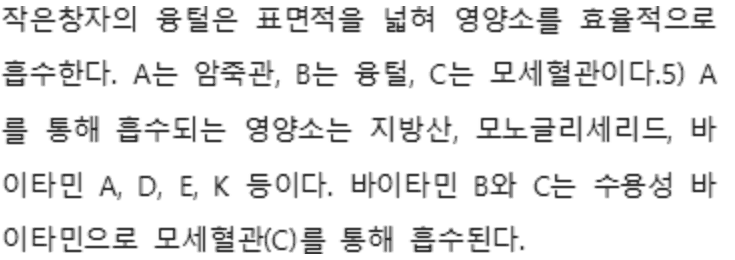 작은창자의 융털은 표면적을 넓혀 영양소를 효율적으로
흡수한다. A는 암죽관, B는 융털, C는 모세혈관이다.5) A
를 통해 흡수되는 영양소는 지방산, 모노글리세리드, 바
이타민 A, D, E, K 등이다. 바이타민 B와 C는 수용성 바
이타민으로 모세혈관(C)를 통해 흡수된다.